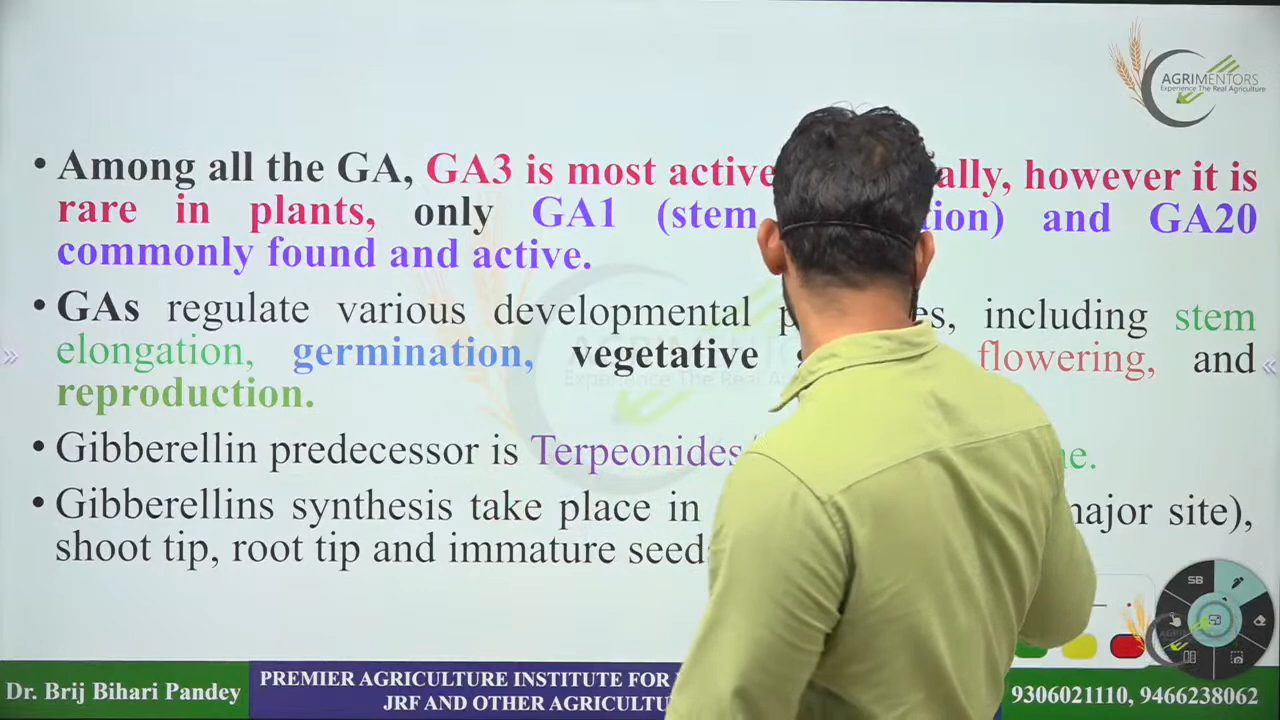 AGRIMENTORS
Experience The Real Agriculture
• Among all the GA, GA3 is most active ally, however it is
rare in plants, only GA1 (stem tion) and GA20
commonly found and active.
• GAs regulate various developmental p es, including stem
elongation, germination, vegetative flowering, and
reproduction.
• Gibberellin predecessor is Terpeonides ne.
• Gibberellins synthesis take place in major site),
shoot tip, root tip and immature seed
SB
Dr. Brij Bihari Pandey
PREMIER AGRICULTURE INSTITUTE FOR
JRF AND OTHER AGRICULTU
9306021110, 9466238062